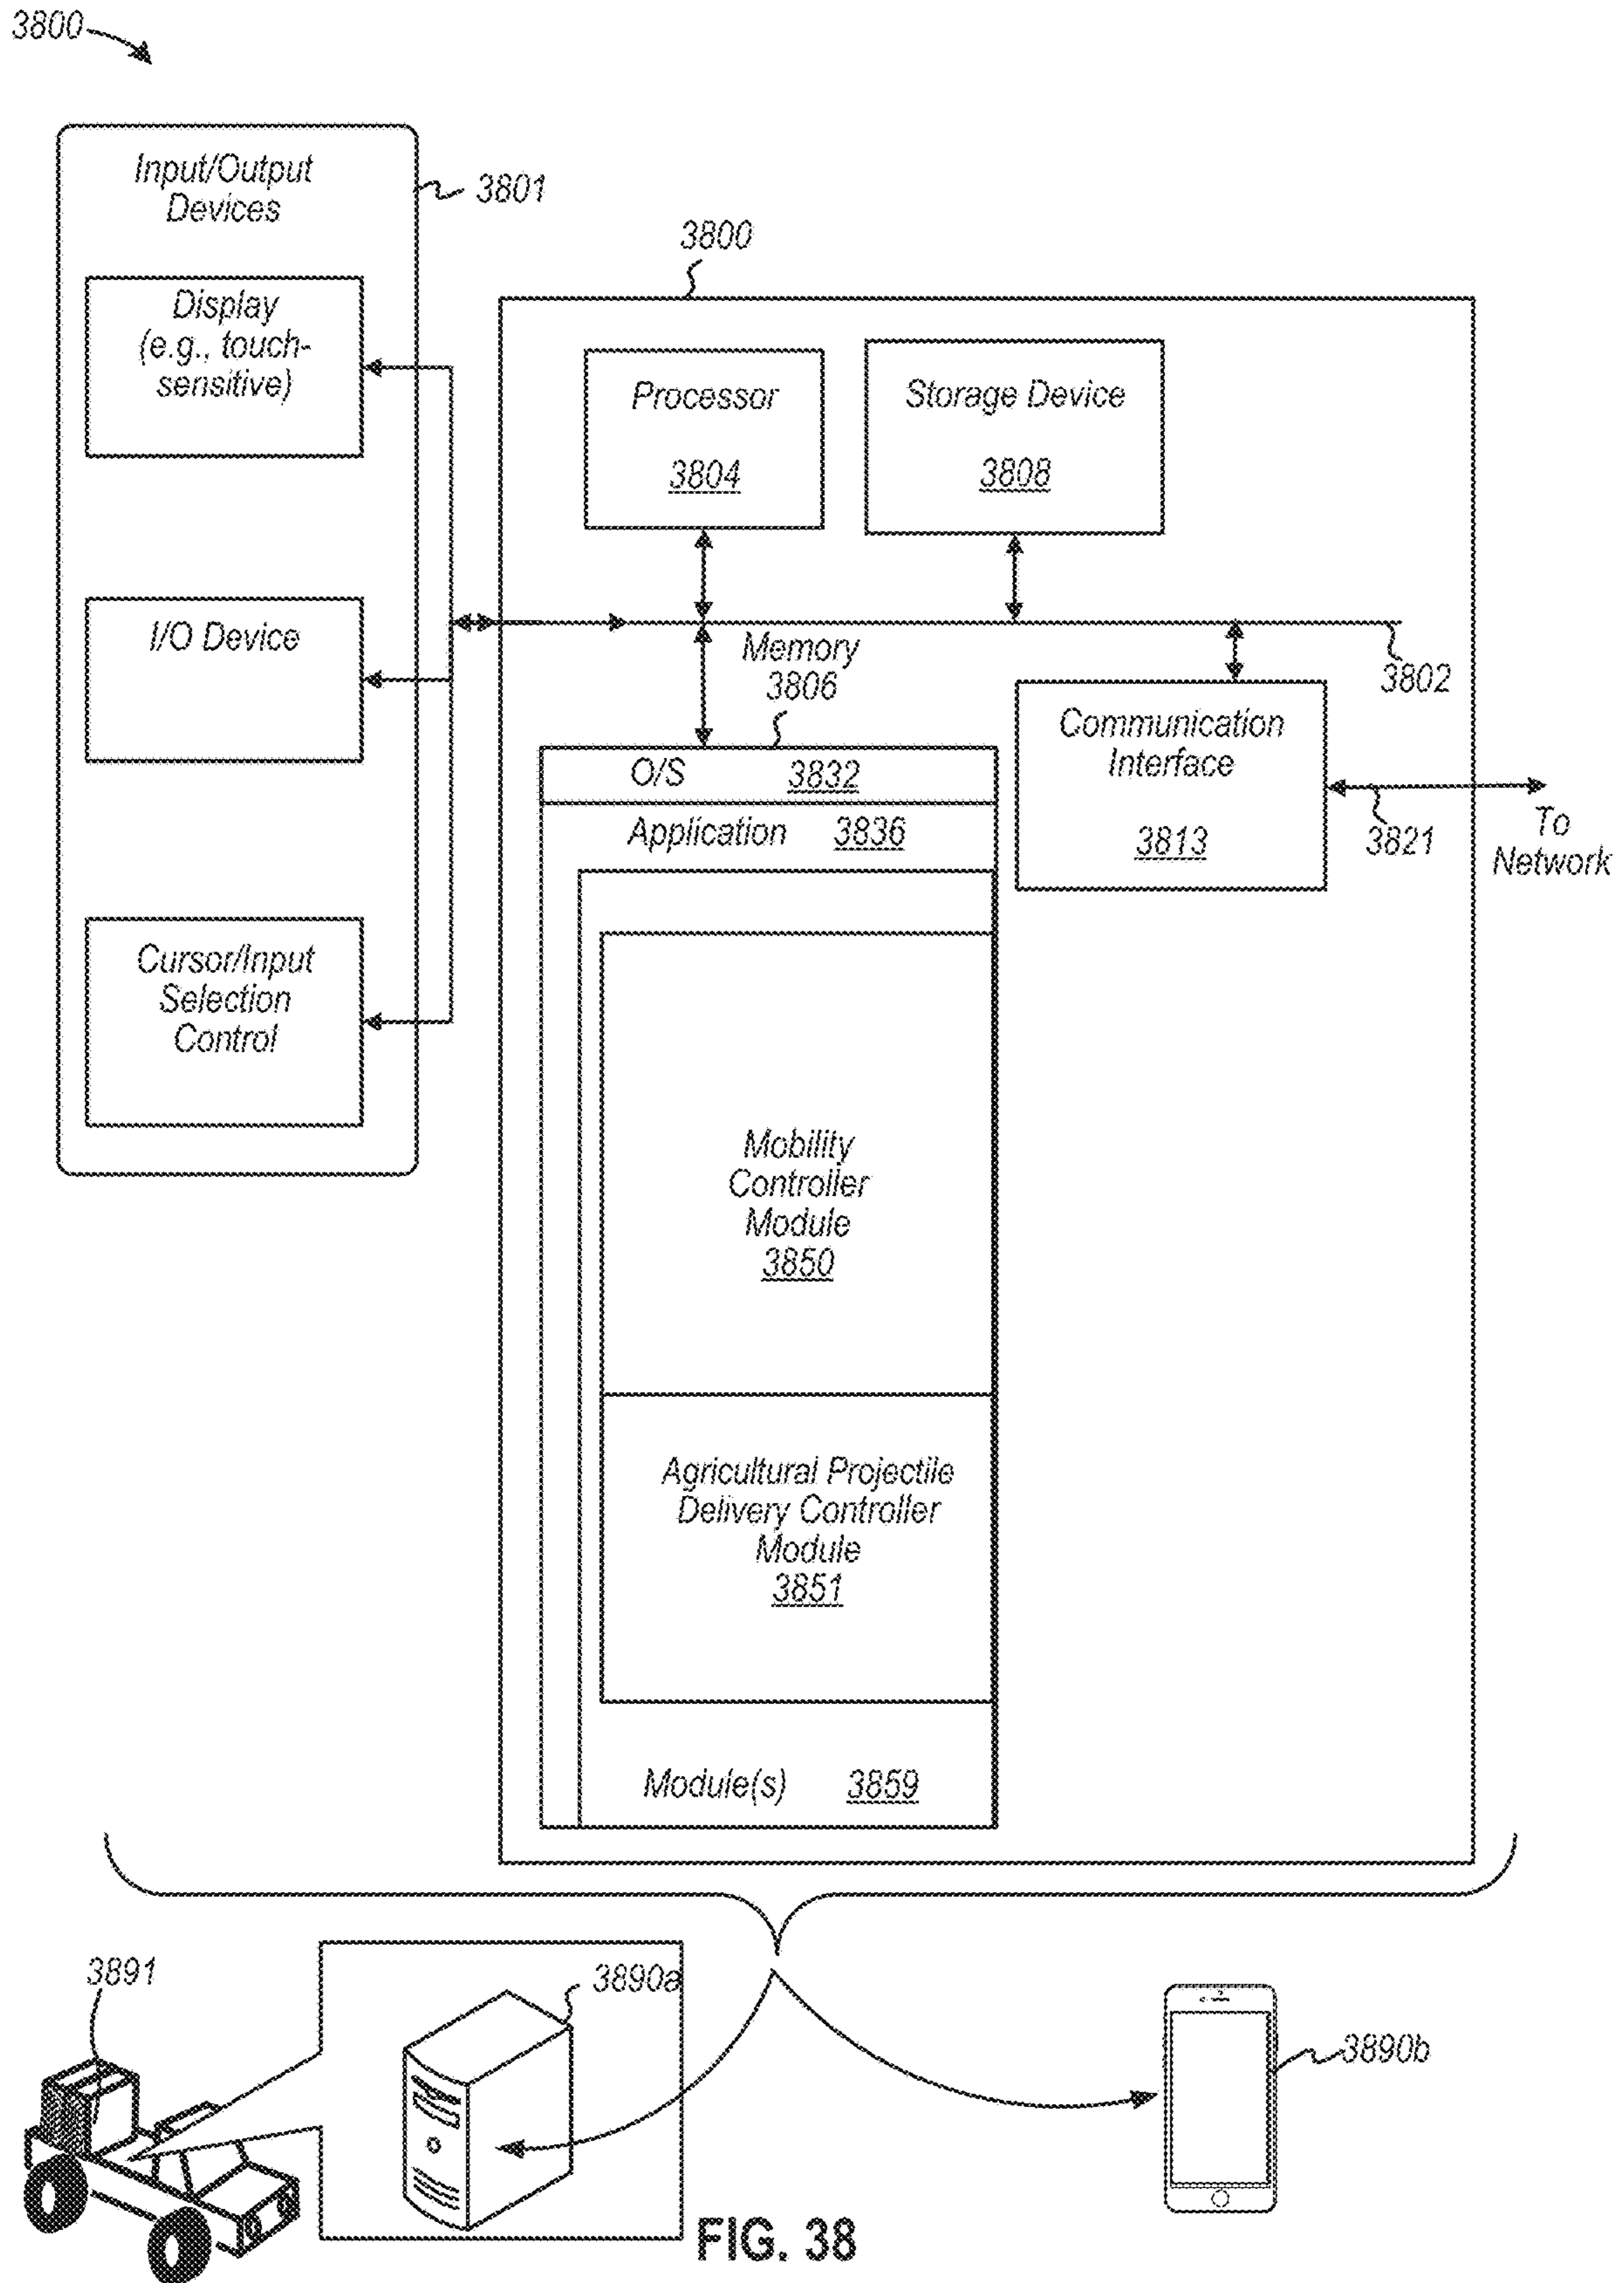 3800
Input/Output
Devices
3801
Display
(e.g., touch-
sensitive)
I/O Device
Cursor/Input
Selection
Control
3800
Processor
3804
Storage Device
3808
Memory
3806
3802
Communication
Interface
3813
3821
To
Network
O/S 3832
Application 3836
Mobility
Controller
Module
3850
Agricultural Projectile
Delivery Controller
Module
3851
Module(s) 3859
3891
3890a
3890b
FIG. 38